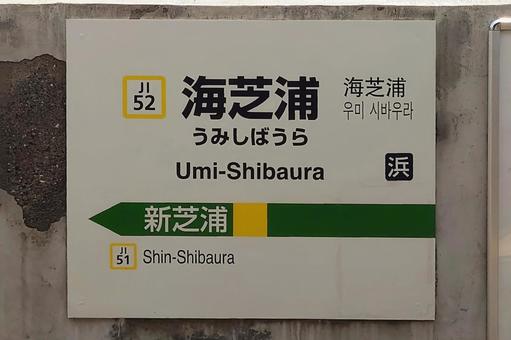 JI
52
海芝浦
うみしばうら
Umi-Shibaura
海芝浦
우미 시바우라
浜
新芝浦
JI
51
Shin-Shibaura